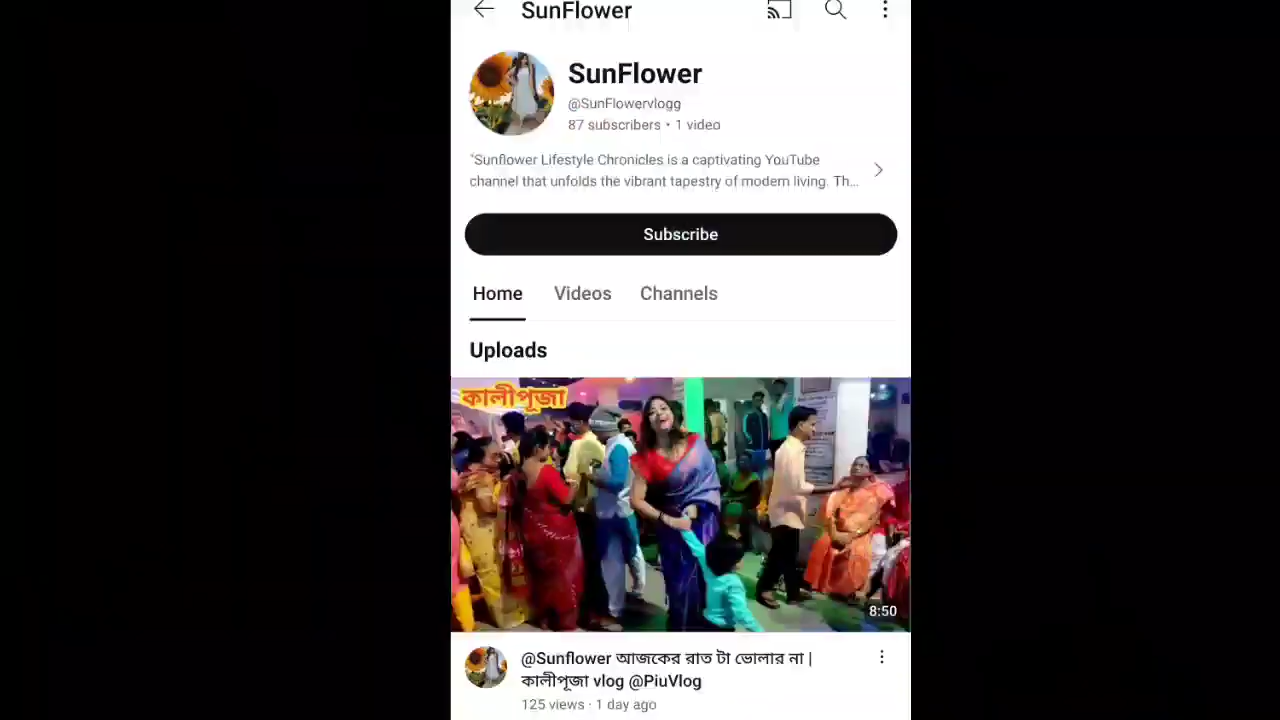 SunFlower
SunFlower
@SunFlowervlogg
87 subscribers • 1 video
"Sunflower Lifestyle Chronicles is a captivating YouTube
channel that unfolds the vibrant tapestry of modern living. Th...
Subscribe
Home Videos Channels
Uploads
কালীপূজা
8:50
@Sunflower আজকের রাত টা ভোলার না |
কালীপূজা vlog @PiuVlog
125 views · 1 day ago